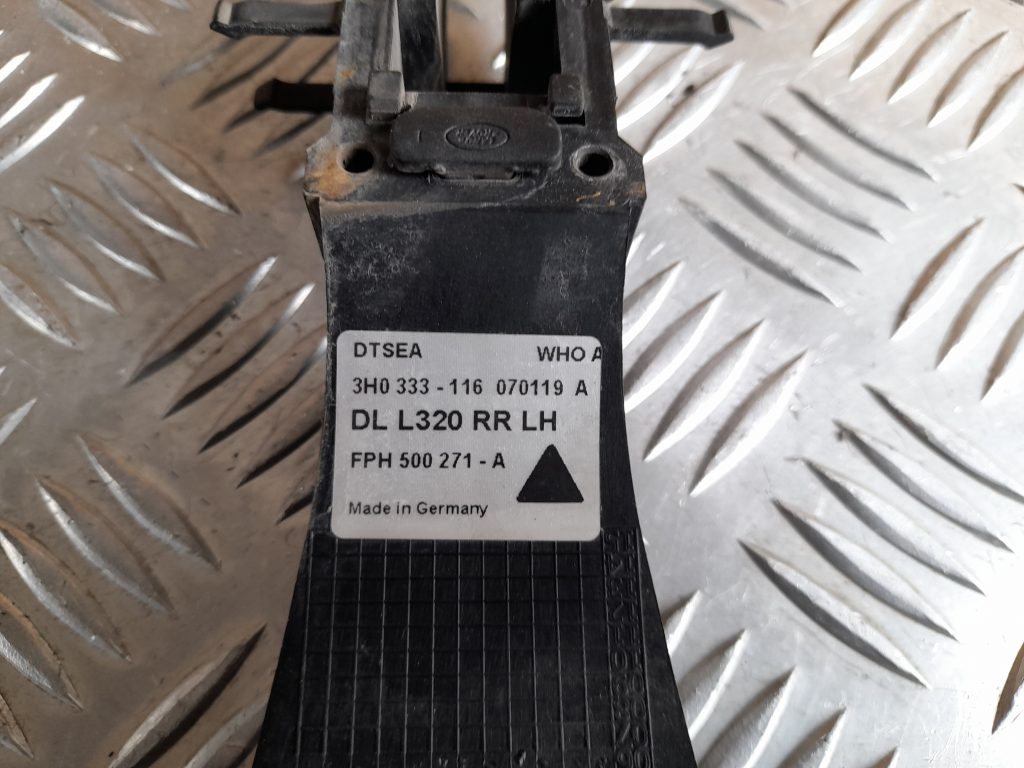 DTSEA WHO A
3H0 333 - 116 070119 A
DL L320 RR LH
FPH 500 271 - A
Made in Germany